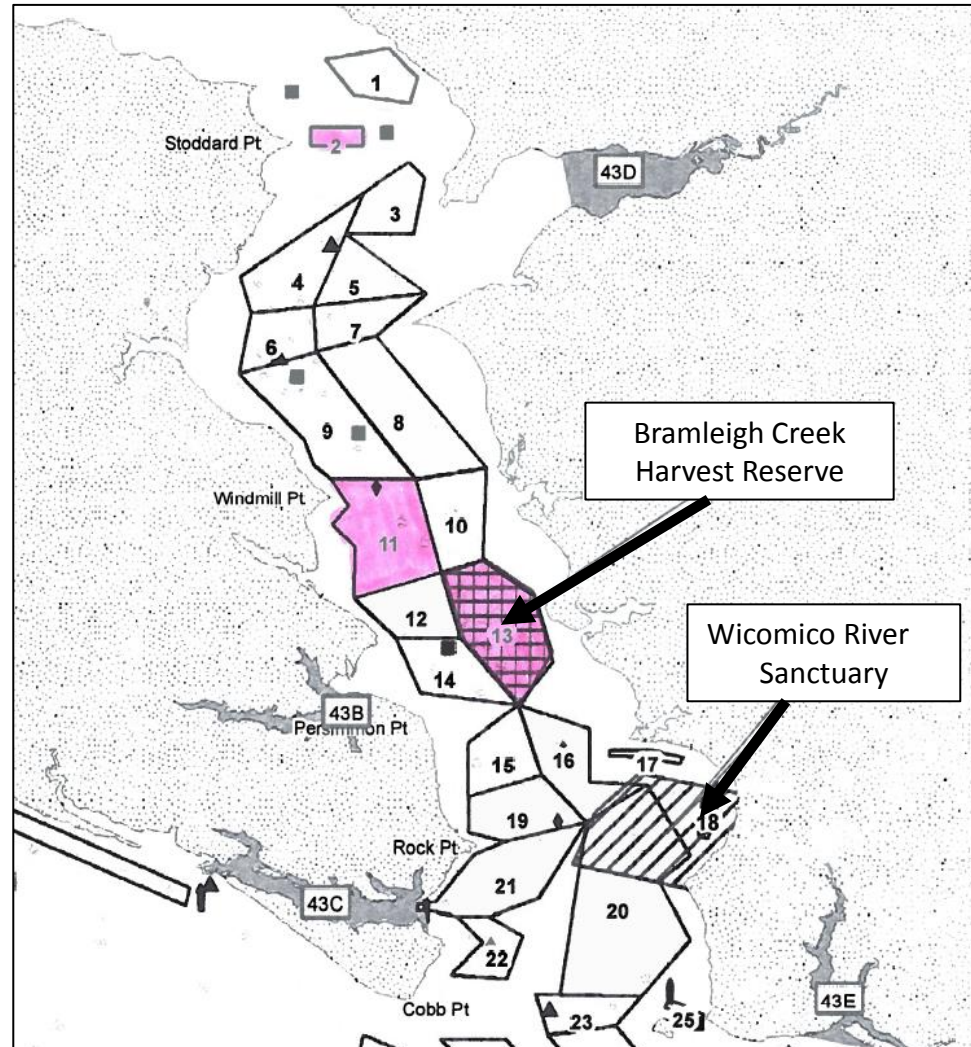 1
Stoddard Pt
2
43D
3
4
5
7
6
8
9
Bramleigh Creek
Harvest Reserve
Windmill Pt
10
11
12
13
Wicomico River
Sanctuary
14
43B
Persimmon Pt
15
16
17
18
19
Rock Pt
21
43C
20
22
Cobb Pt
23
25
43E